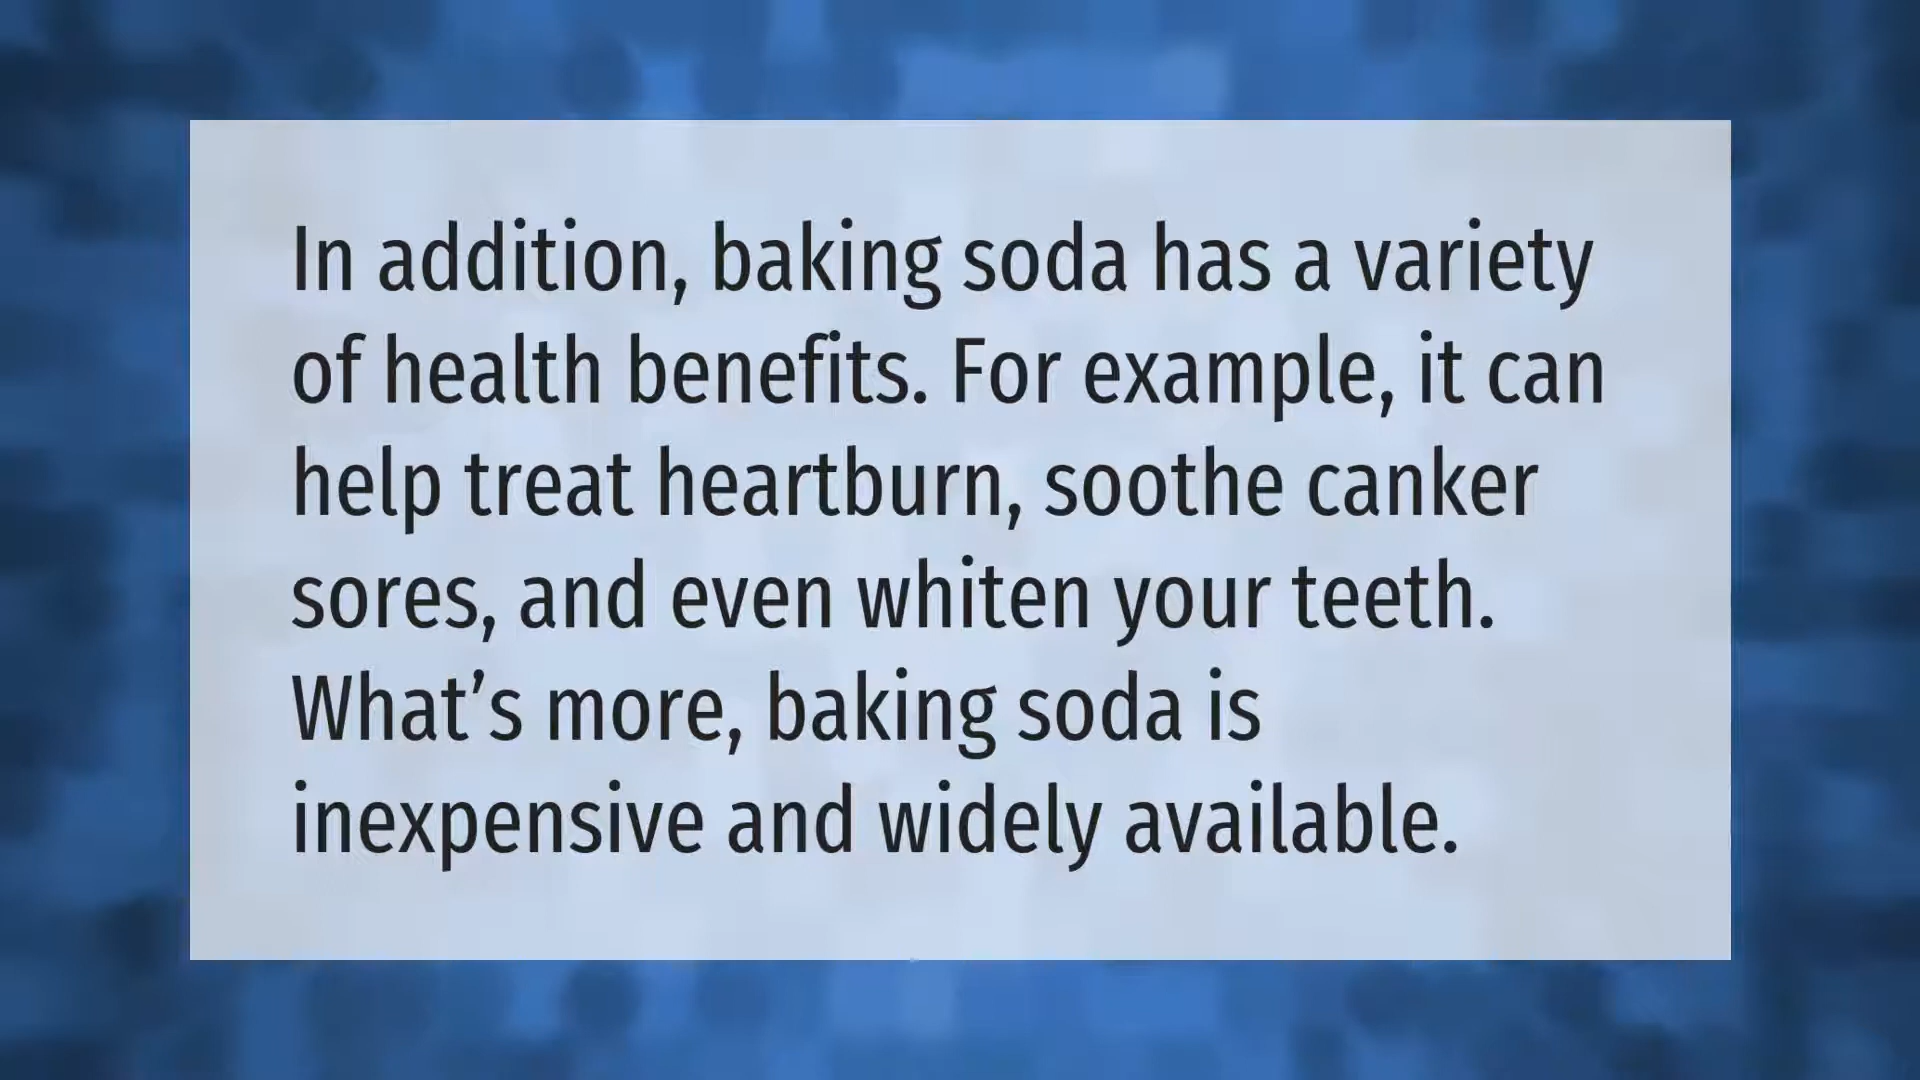 In addition, baking soda has a variety
of health benefits. For example, it can
help treat heartburn, soothe canker
sores, and even whiten your teeth.
What’s more, baking soda is
inexpensive and widely available.